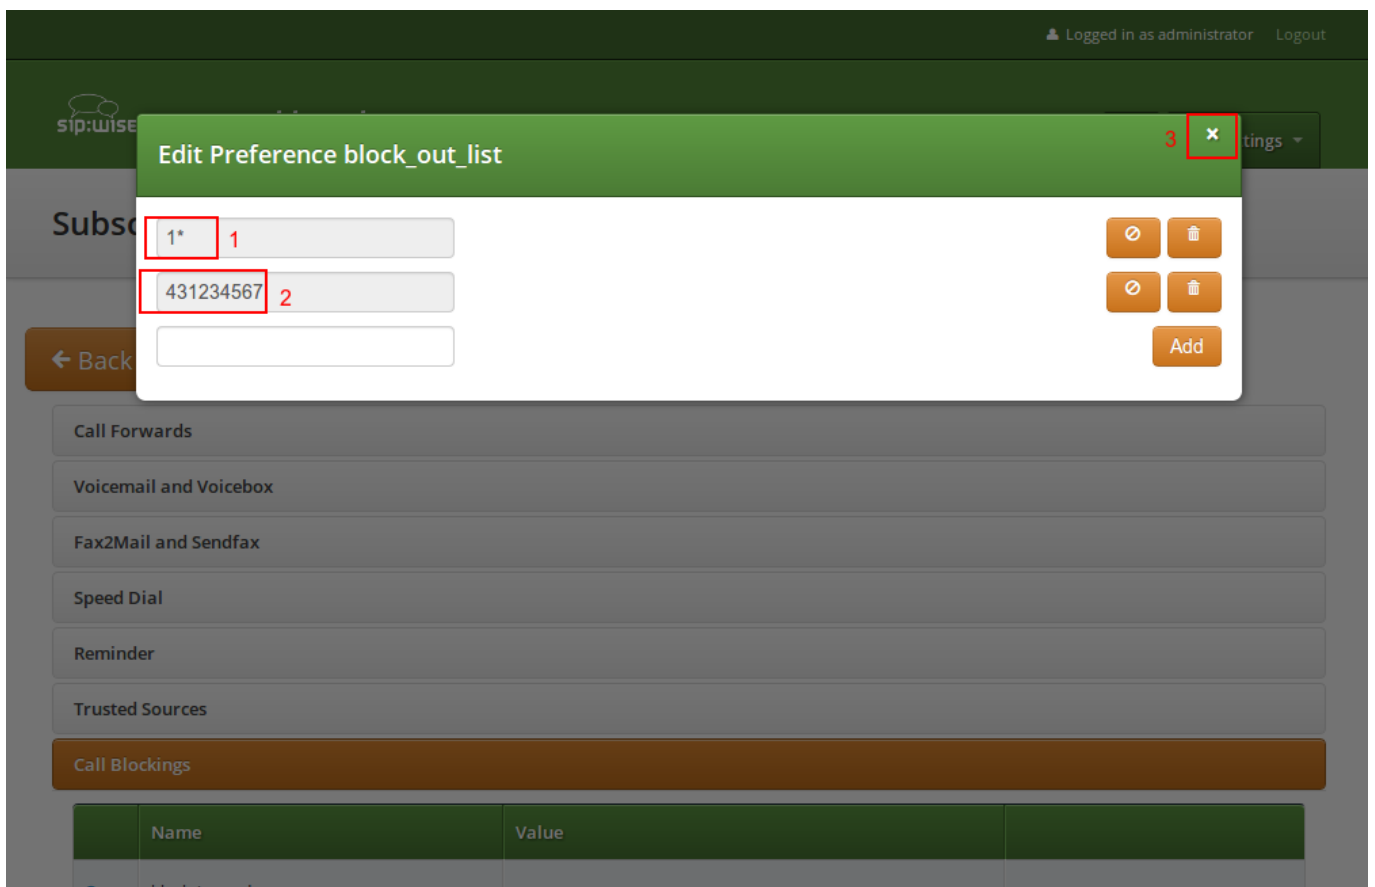 Logged in as administrator Logout
sip:wise
3
tings
Edit Preference block_out_list
Subsc
1* 1
431234567 2
Back
Add
Call Forwards
Voicemail and Voicebox
Fax2Mail and Sendfax
Speed Dial
Reminder
Trusted Sources
Call Blockings
Name Value